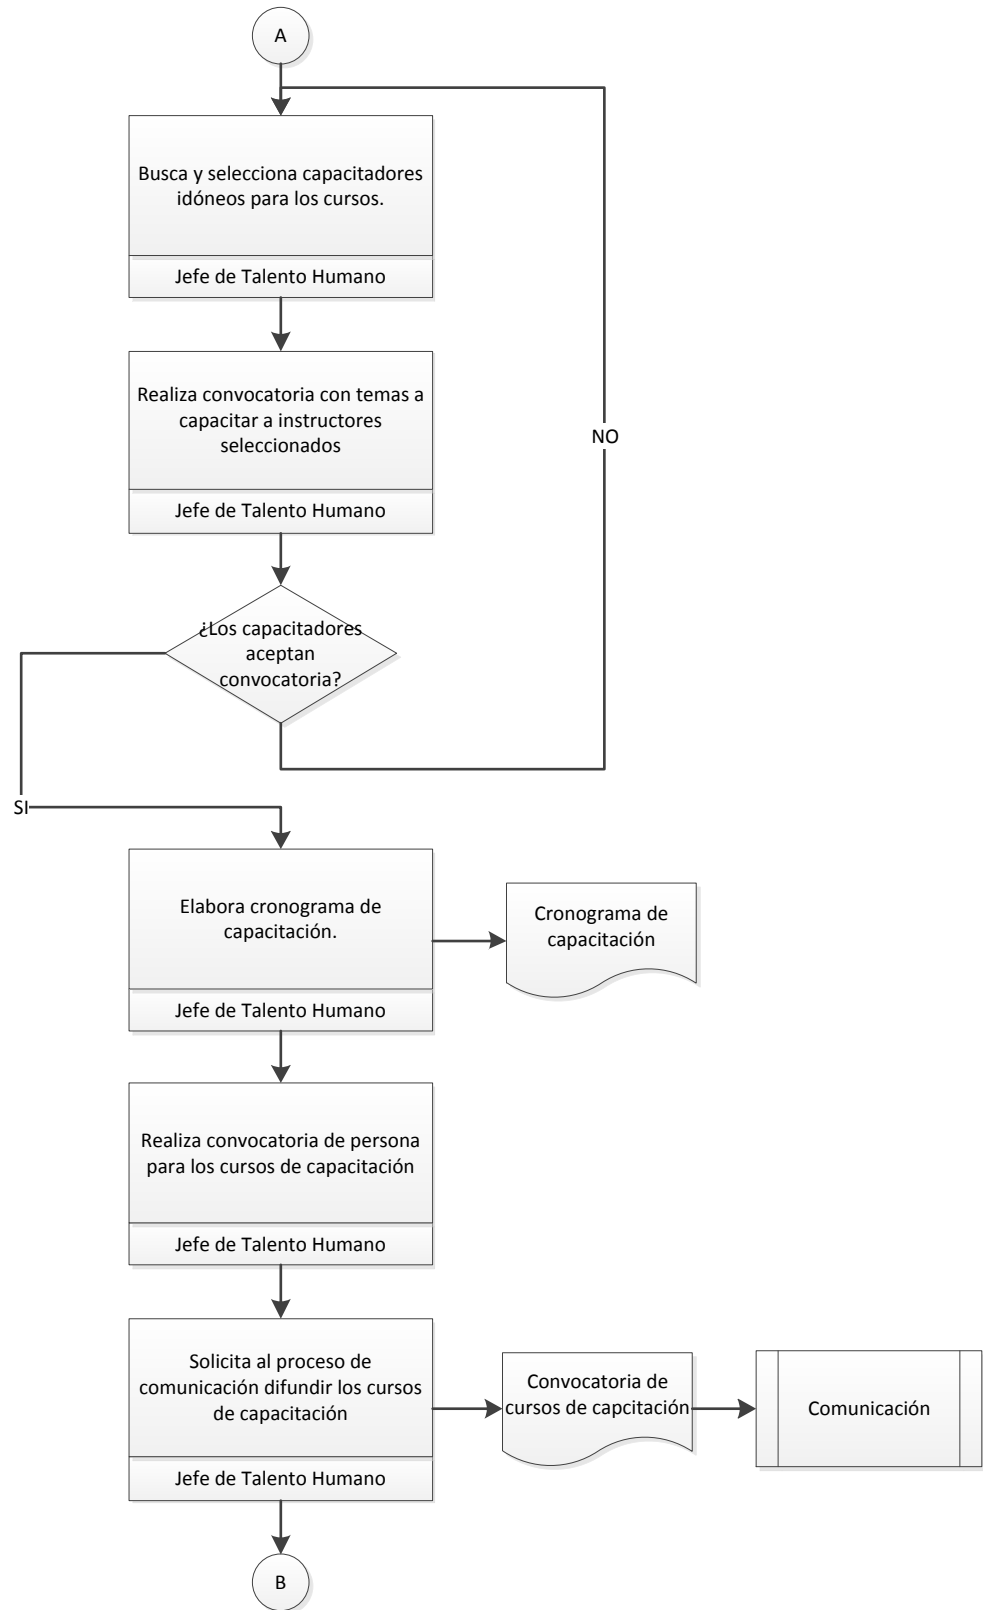 A
Busca y selecciona capacitadores
idóneos para los cursos.
Jefe de Talento Humano
Realiza convocatoria con temas a
capacitar a instructores
seleccionados
NO
Jefe de Talento Humano
¿Los capacitadores
aceptan
convocatoria?
SI
Elabora cronograma de
capacitación.
Cronograma de
capacitación
Jefe de Talento Humano
Realiza convocatoria de persona
para los cursos de capacitación
Jefe de Talento Humano
Solicita al proceso de
comunicación difundir los cursos
de capacitación
Convocatoria de
cursos de capcitación
Comunicación
Jefe de Talento Humano
B